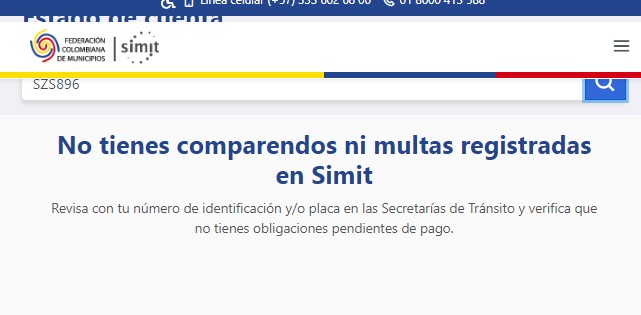 Línea celular (+57) 333 602 68 00 01 8000 413 588
Estado de cuenta
FEDERACIÓN
COLOMBIANA
DE MUNICIPIOS
simit
SZS896
No tienes comparendos ni multas registradas
en Simit
Revisa con tu número de identificación y/o placa en las Secretarías de Tránsito y verifica que
no tienes obligaciones pendientes de pago.